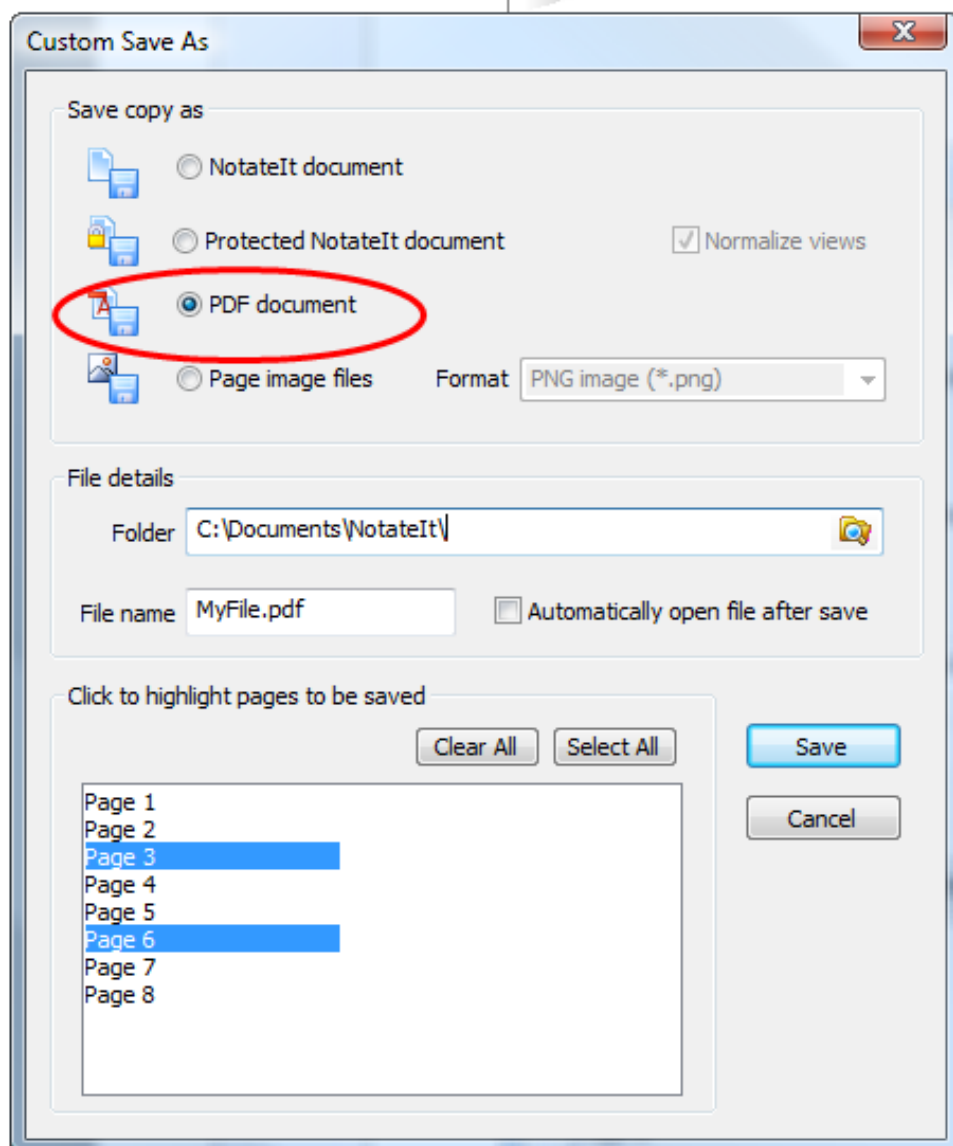 Custom Save As
Save copy as
NotateIt document
Protected NotateIt document Normalize views
PDF document
Page image files Format PNG image (*.png)
File details
Folder C:\Documents\NotateIt\
File name MyFile.pdf Automatically open file after save
Click to highlight pages to be saved
Clear All Select All Save
Cancel
Page 1
Page 2
Page 3
Page 4
Page 5
Page 6
Page 7
Page 8